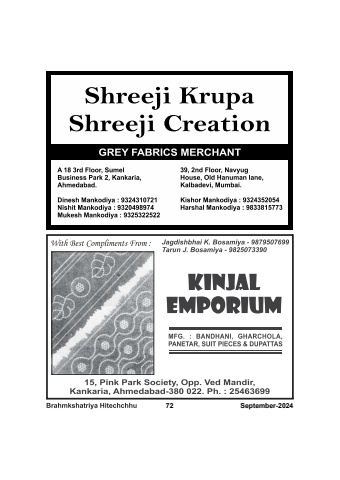 Shreeji Krupa
Shreeji Creation
GREY FABRICS MERCHANT
A 18 3rd Floor, Sumel
Business Park 2, Kankaria,
Ahmedabad.
Dinesh Mankodiya : 9324310721
Nishit Mankodiya : 9320498974
Mukesh Mankodiya : 9325322522
39, 2nd Floor, Navyug
House, Old Hanuman lane,
Kalbadevi, Mumbai.
Kishor Mankodiya : 9324352054
Harshal Mankodiya : 9833815773
With Best Compliments From :
Jagdishbhai K. Bosamiya - 9879507699
Tarun J. Bosamiya - 9825073390
KINJAL
EMPORIUM
MFG. : BANDHANI, GHARCHOLA,
PANETAR, SUIT PIECES & DUPATTAS
15, Pink Park Society, Opp. Ved Mandir,
Kankaria, Ahmedabad-380 022. Ph. : 25463699
Brahmkshatriya Hitechchhu 72 September-2024